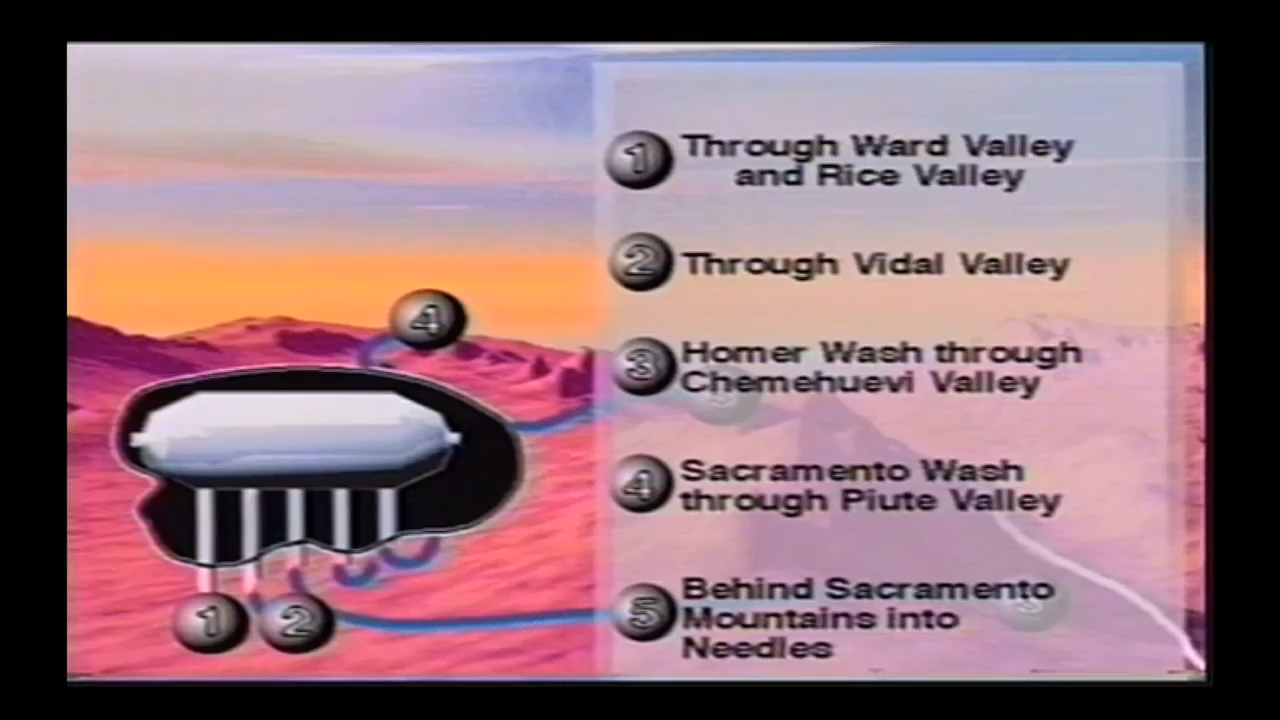 1 Through Ward Valley
and Rice Valley
2 Through Vidal Valley
3 Homer Wash through
Chemehuevi Valley
4 Sacramento Wash
through Piute Valley
5 Behind Sacramento
Mountains into
Needles
4
1 2